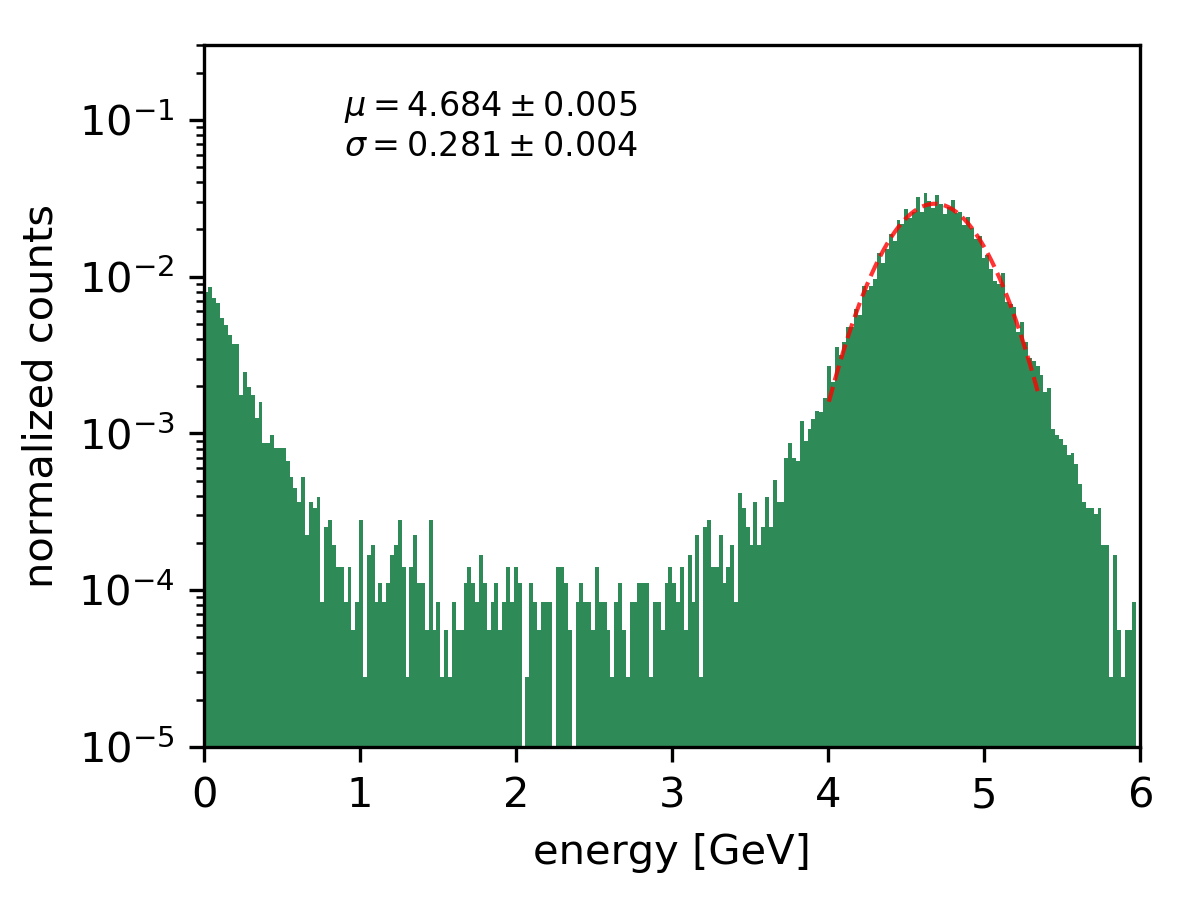 μ = 4.684 ± 0.005
σ = 0.281 ± 0.004
normalized counts
10⁻¹
10⁻²
10⁻³
10⁻⁴
10⁻⁵
0 1 2 3 4 5 6
energy [GeV]